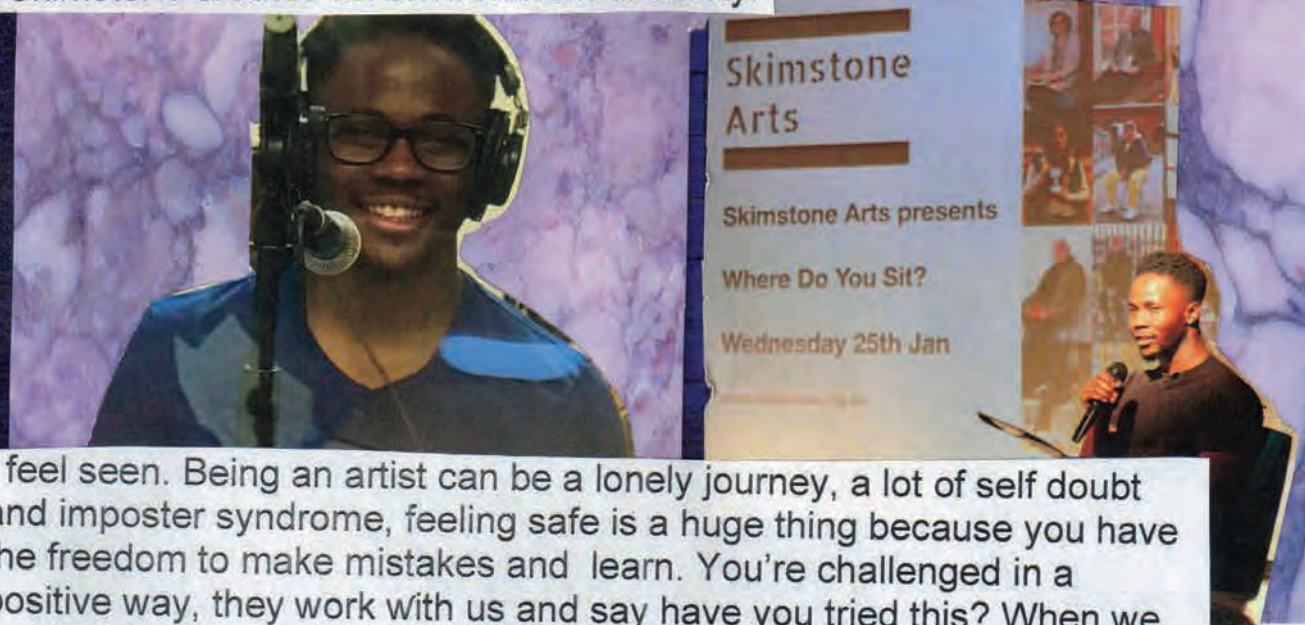 Skimstone
Arts
Skimstone Arts presents
Where Do You Sit?
Wednesday 25th Jan
feel seen. Being an artist can be a lonely journey, a lot of self doubt
and imposter syndrome, feeling safe is a huge thing because you have
the freedom to make mistakes and learn. You're challenged in a
positive way, they work with us and say have you tried this? When we